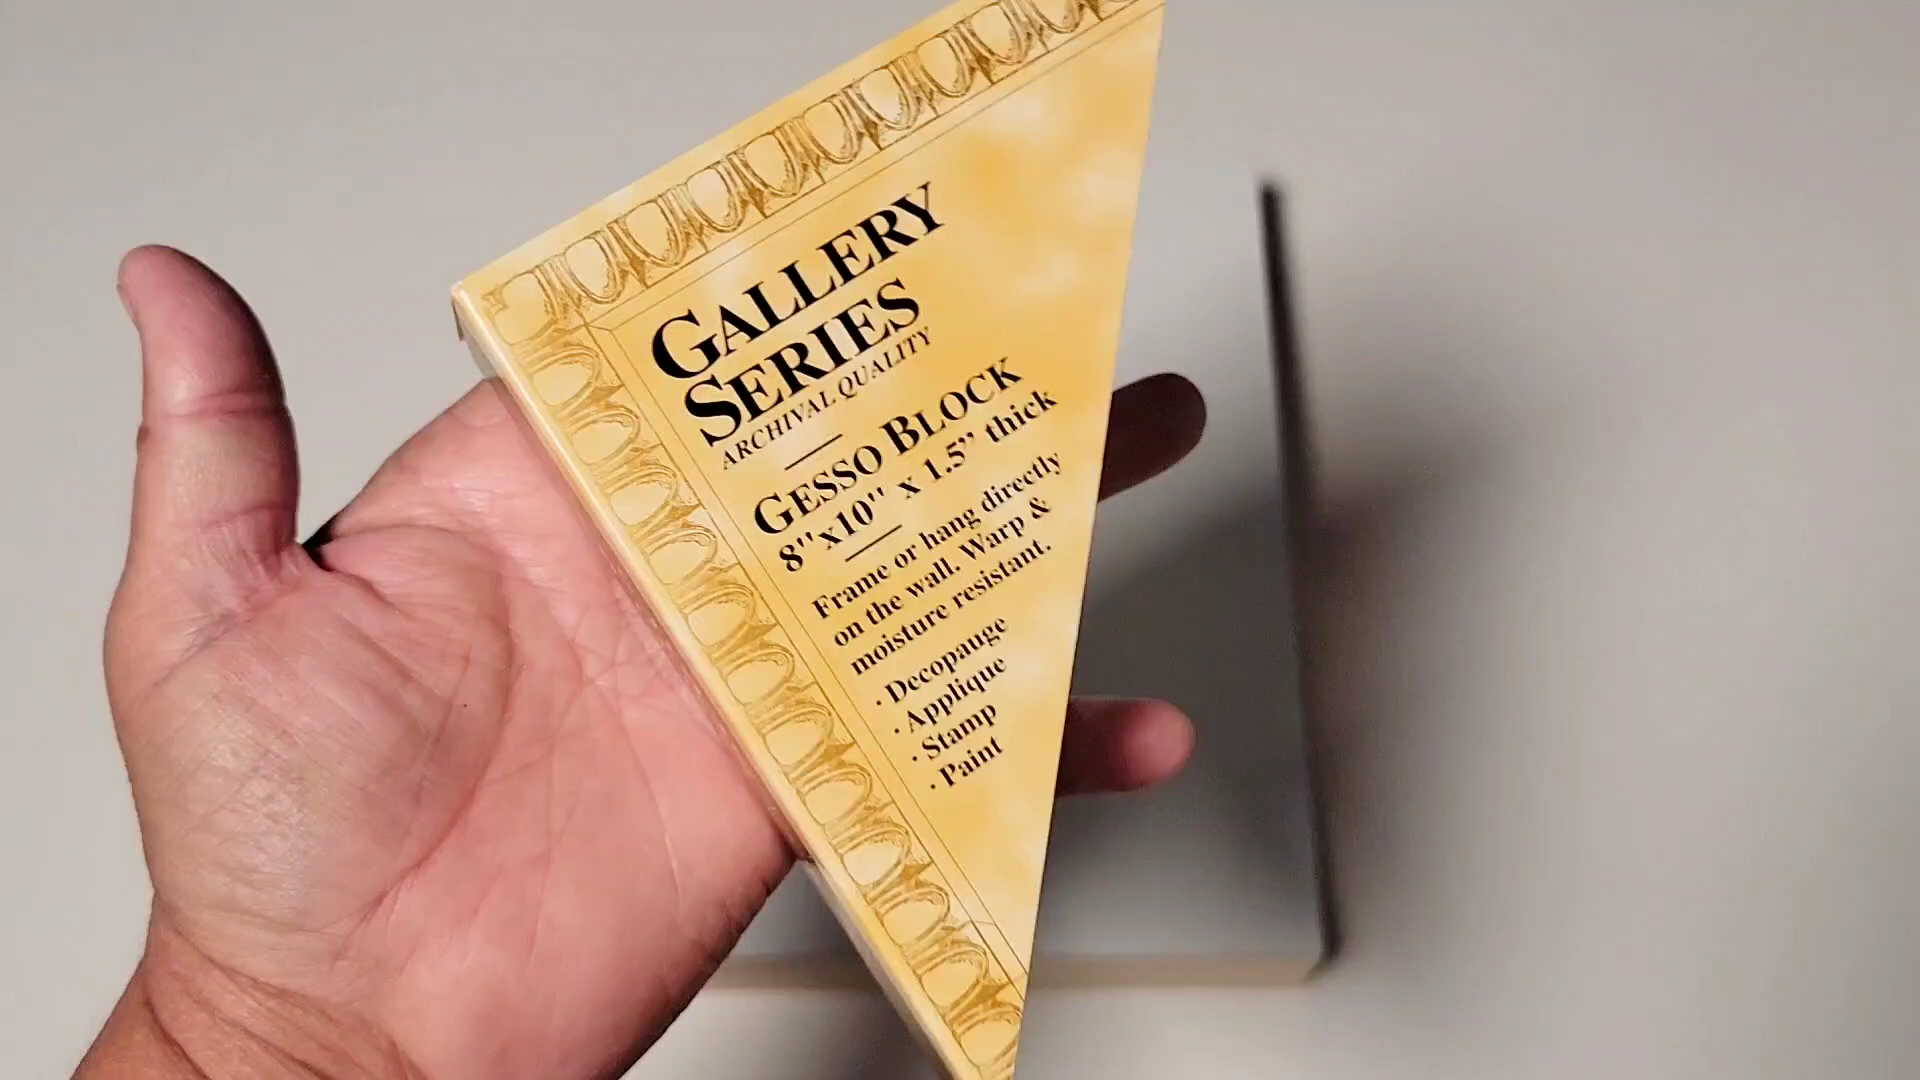 GALLERY
SERIES
ARCHIVAL QUALITY
GESSO BLOCK
8"x10" x 1.5" thick
Frame or hang directly
on the wall. Warp &
moisture resistant.
· Decopauge
· Applique
· Stamp
· Paint